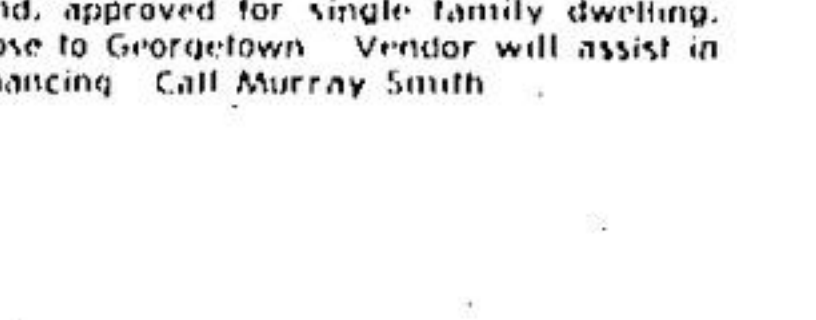 nd, approved for single family dwelling.
ose to Georgetown Vendor will assist in
nancing Call Murray Smith